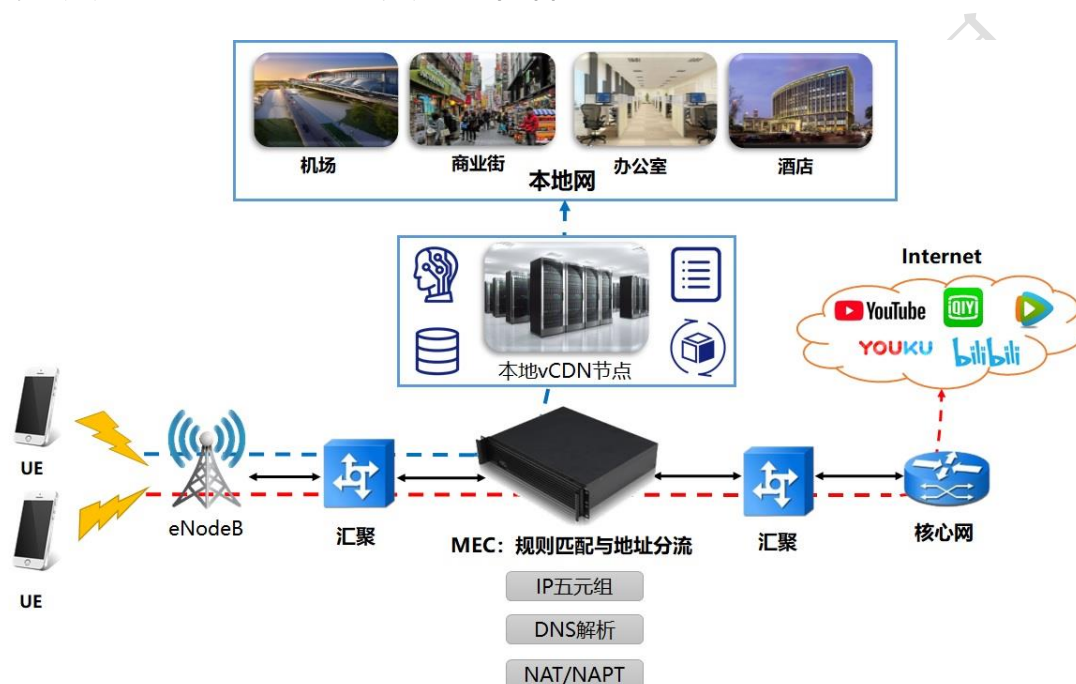 机场
商业街
办公室
酒店
本地网
本地vCDN节点
Internet
YouTube
QIY
YOUKU
bilibili
UE
UE
eNodeB
汇聚
MEC：规则匹配与地址分流
汇聚
核心网
IP五元组
DNS解析
NAT/NAPT